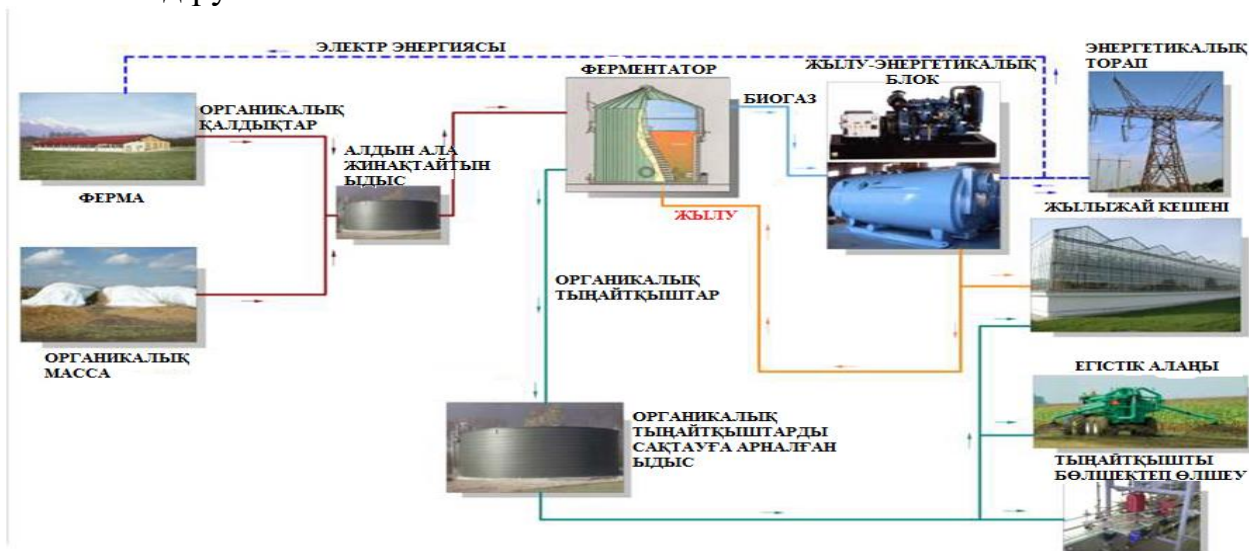 ЭЛЕКТР ЭНЕРГИЯСЫ
ЭНЕРГЕТИКАЛЫҚ
ТОРАП
ФЕРМЕНТАТОР
ЖЫЛУ-ЭНЕРГЕТИКАЛЫҚ
БЛОК
БИОГАЗ
ОРГАНИКАЛЫҚ
ҚАЛДЫҚТАР
АЛДЫН АЛА
ЖИНАҚТАЙТЫН
ЫДЫС
ФЕРМА
ЖЫЛУ
ЖЫЛЫЖАЙ КЕШЕНІ
ОРГАНИКАЛЫҚ
ТЫҢАЙТҚЫШТАР
ОРГАНИКАЛЫҚ
МАССА
ЕГІСТІК АЛАҢЫ
ОРГАНИКАЛЫҚ
ТЫҢАЙТҚЫШТАРДЫ
САҚТАУҒА АРНАЛҒАН
ЫДЫС
ТЫҢАЙТҚЫШТЫ
БӨЛШЕКТЕП ӨЛШЕУ